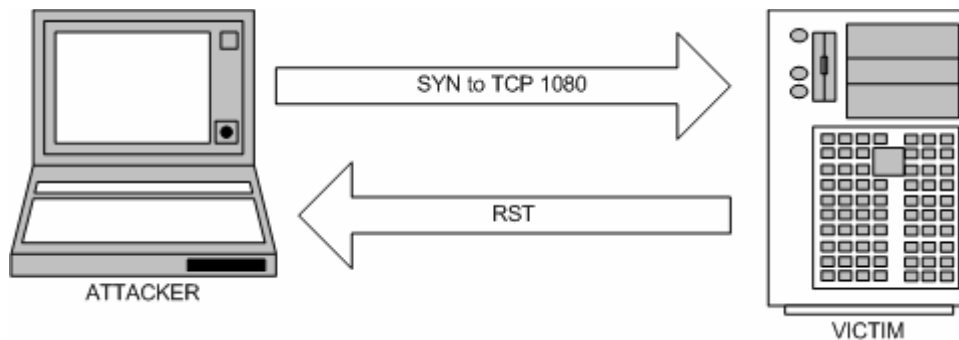 SYN to TCP 1080
RST
ATTACKER
VICTIM